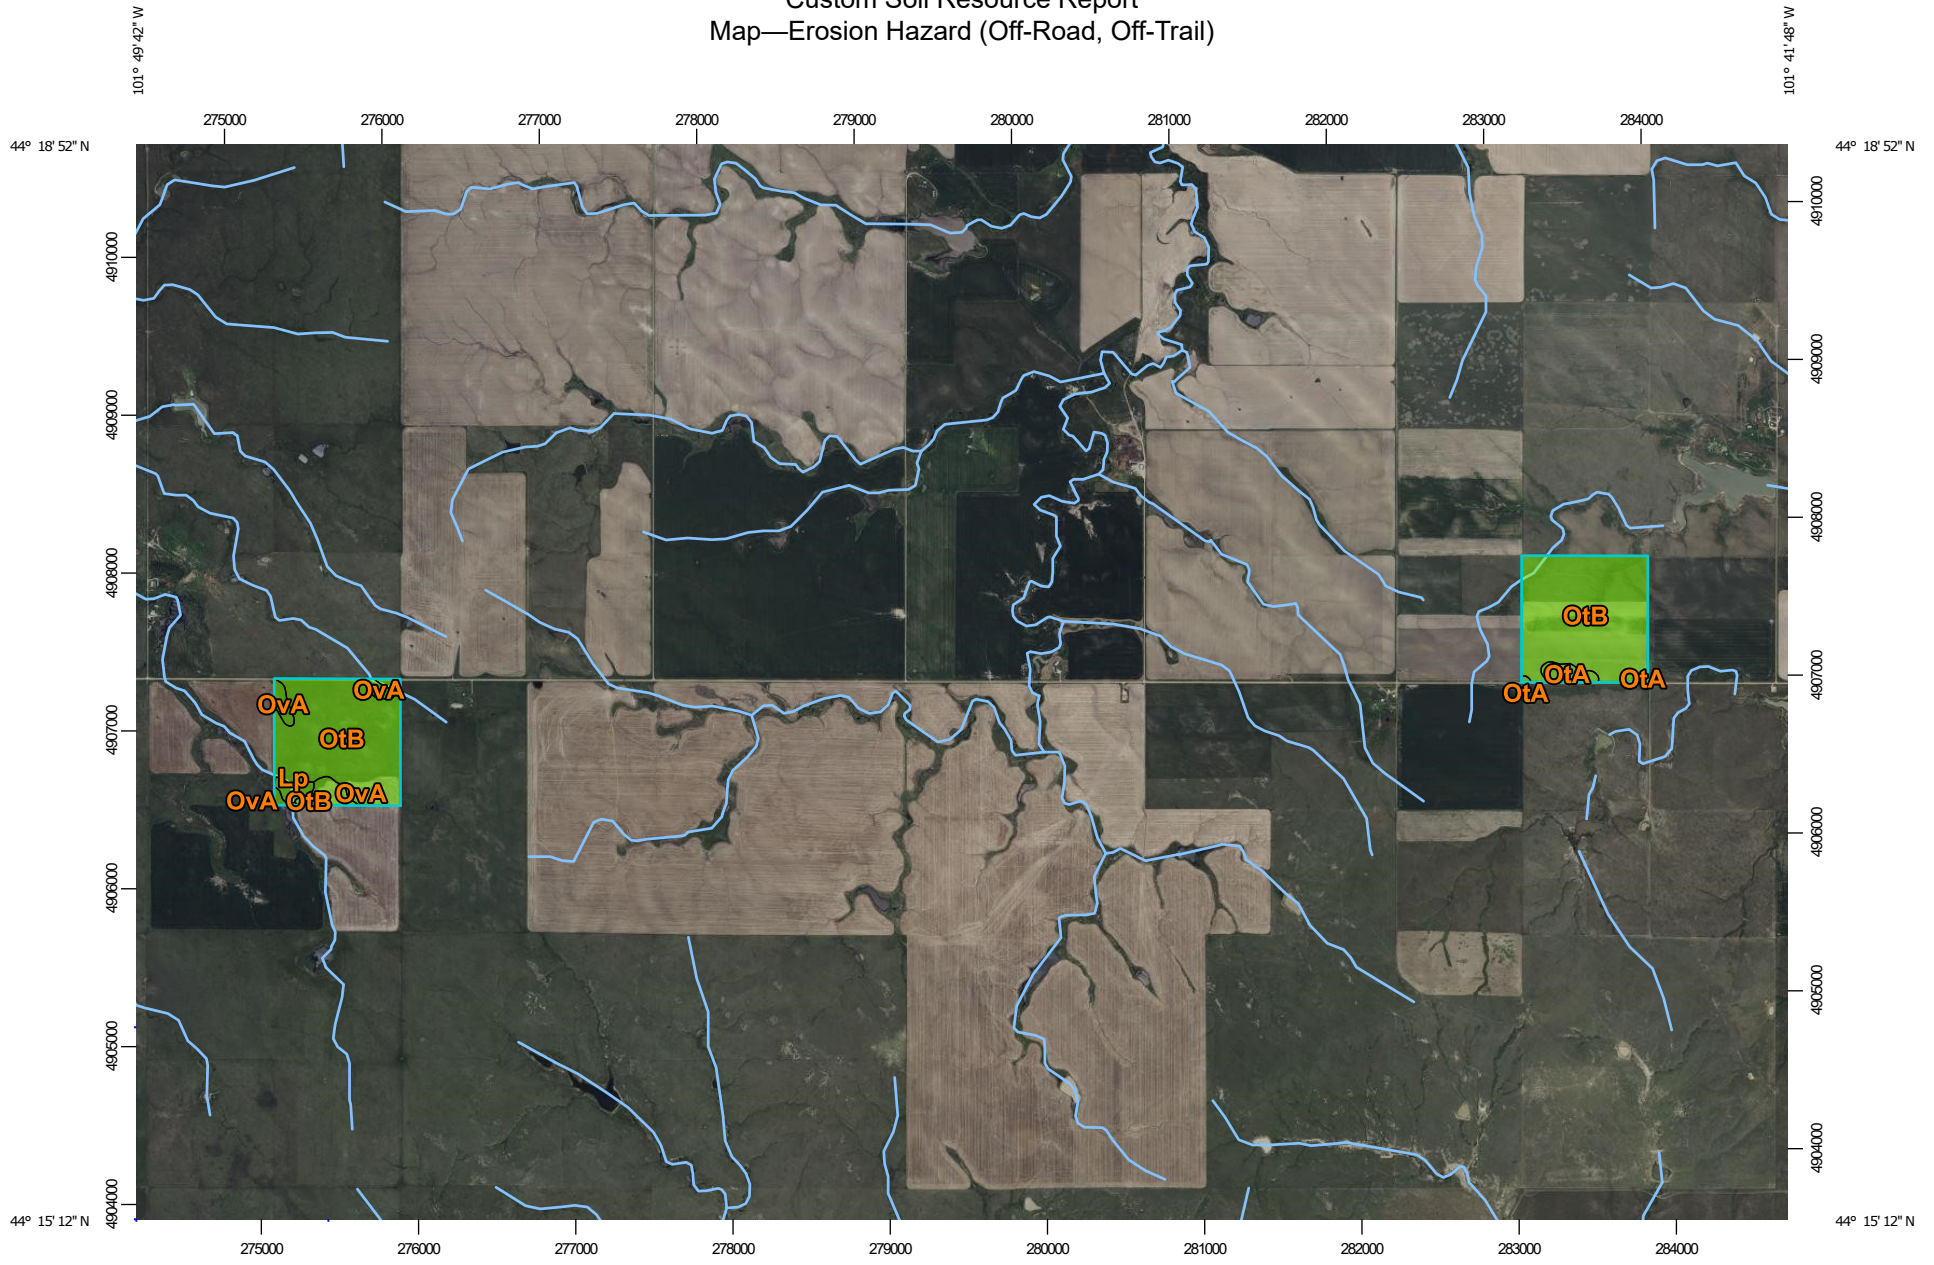 Custom Soil Resource Report
Map—Erosion Hazard (Off-Road, Off-Trail)
101° 49' 42" W
101° 41' 48" W
275000 276000 277000 278000 279000 280000 281000 282000 283000 284000
44° 18' 52" N
44° 18' 52" N
4910000
4910000
4909000
4909000
4908000
4908000
4907000
4907000
4906000
4906000
4905000
4905000
4904000
4904000
OtB
OtA
OtA
OtA
OvA
OvA
OtB
Lp
OvA
OvA
OtB
44° 15' 12" N
44° 15' 12" N
275000 276000 277000 278000 279000 280000 281000 282000 283000 284000